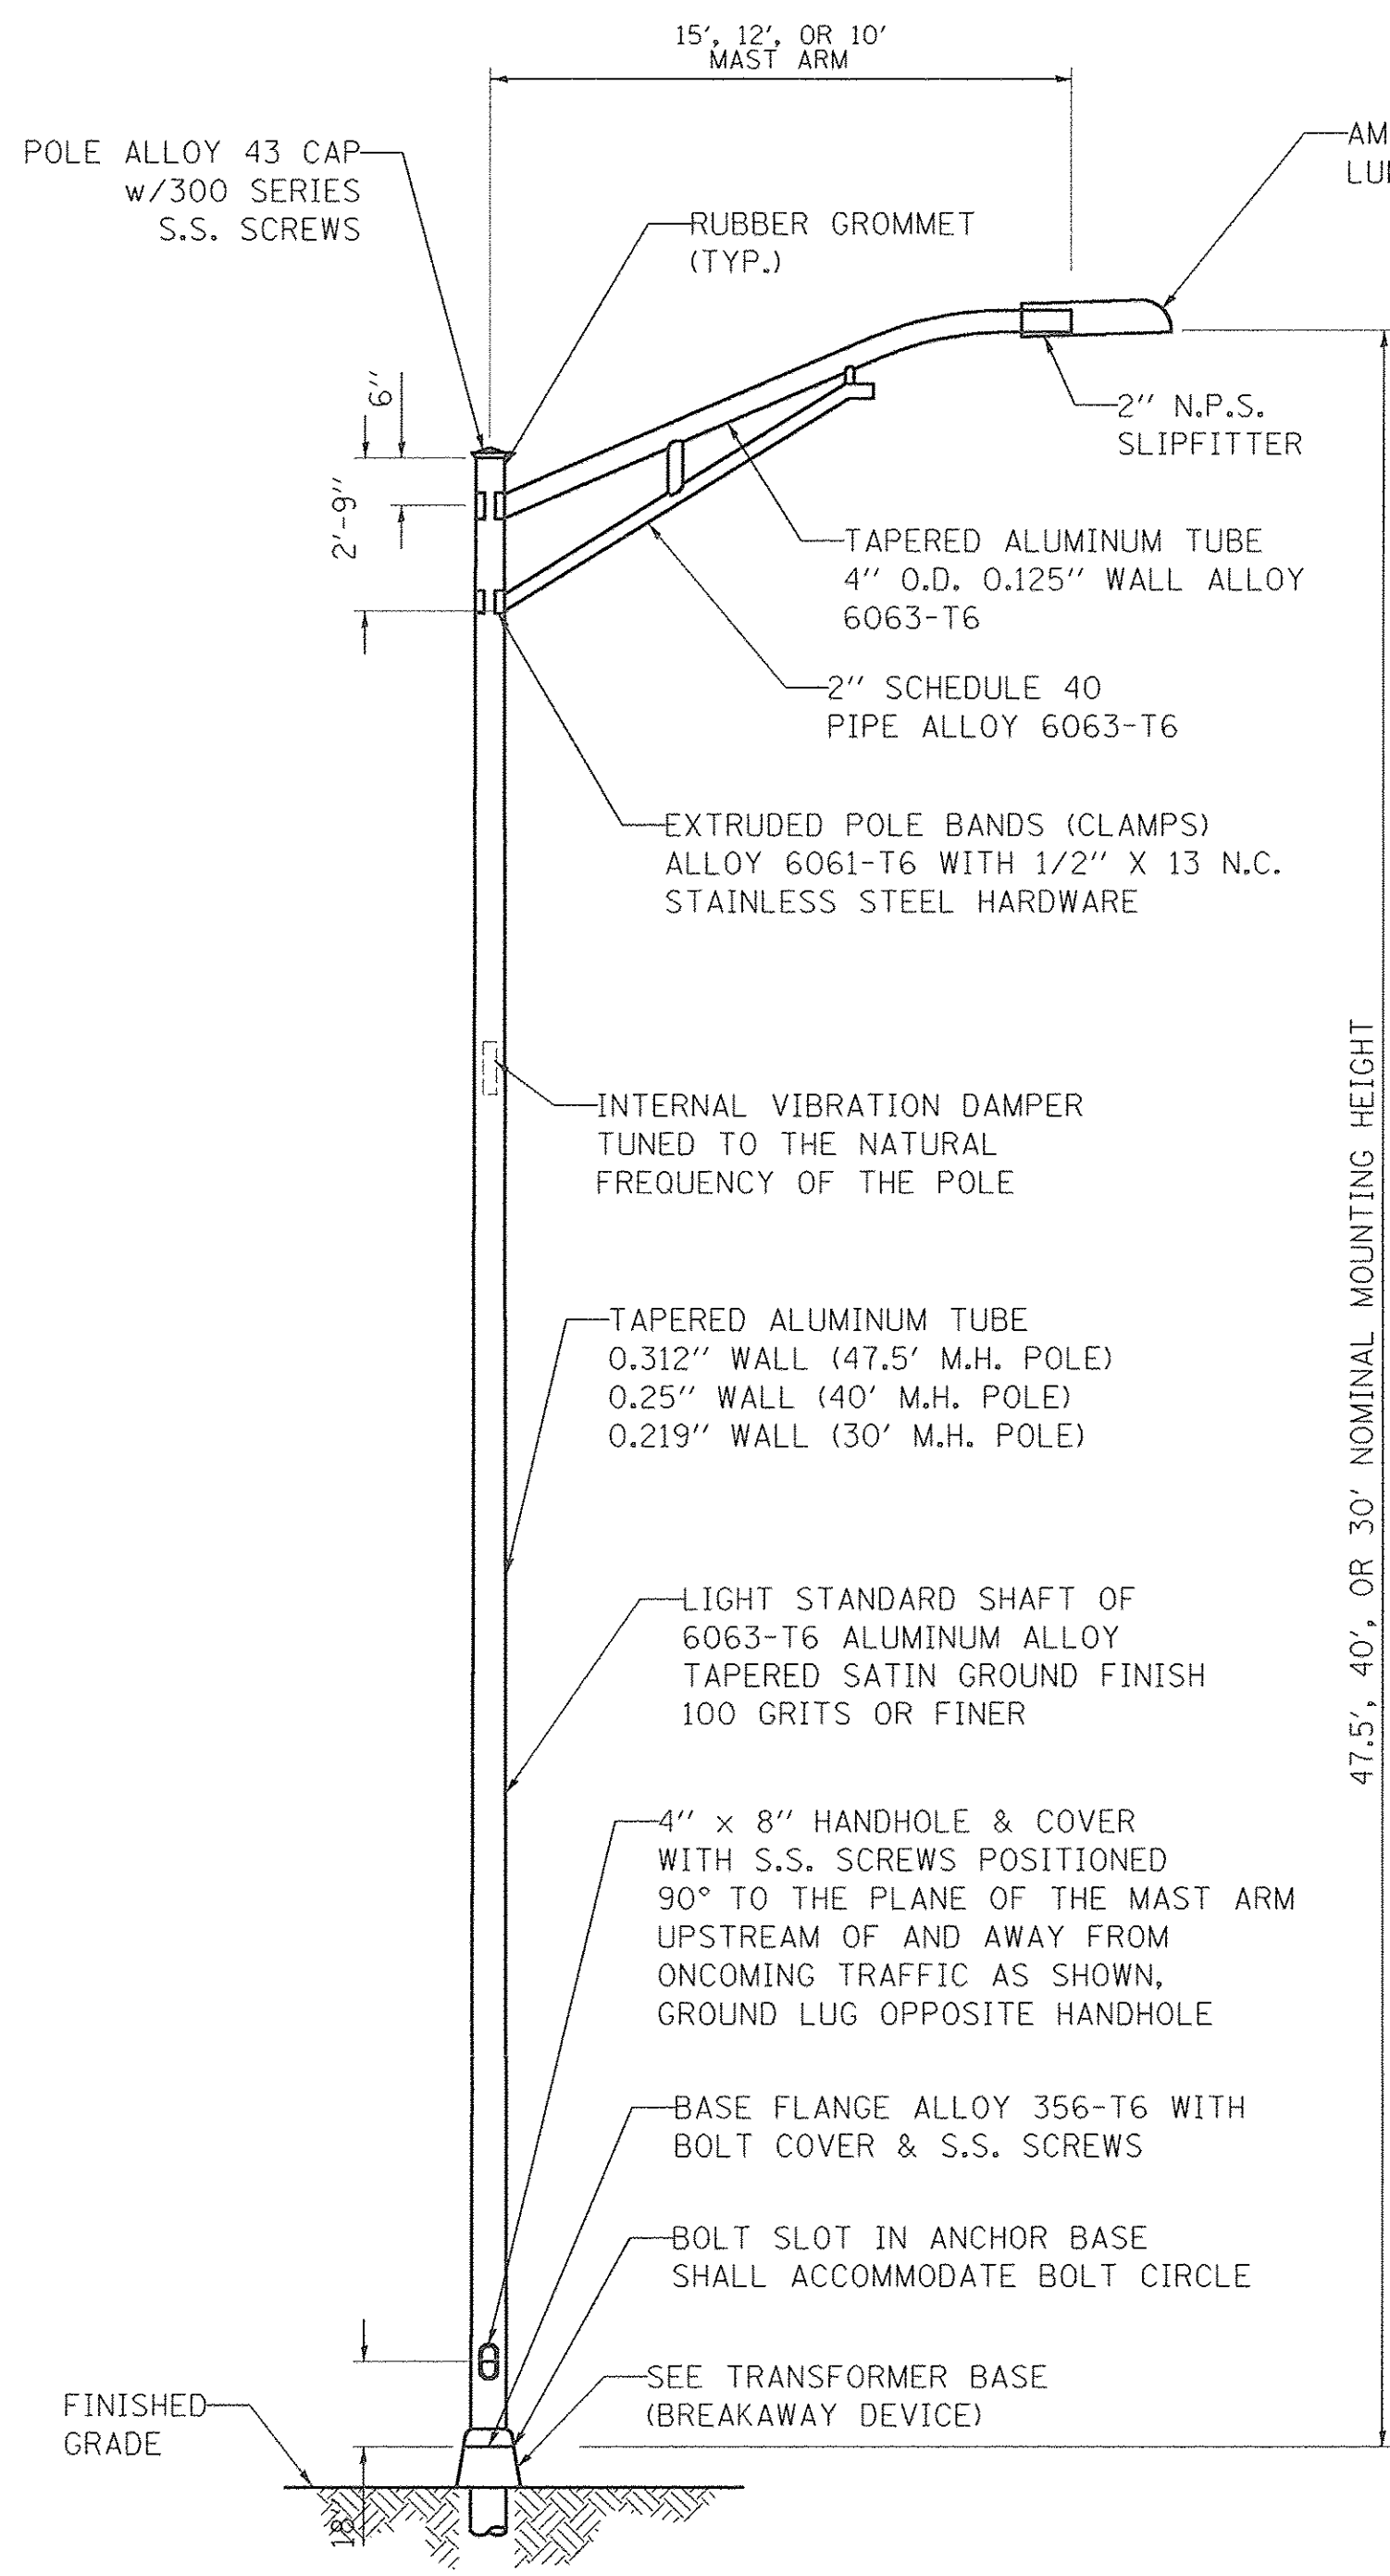 15', 12', OR 10'
MAST ARM
POLE ALLOY 43 CAP
w/300 SERIES
S.S. SCREWS
AM
LU
RUBBER GROMMET
(TYP.)
6"
2'-9"
2" N.P.S.
SLIPFITTER
TAPERED ALUMINUM TUBE
4" O.D. 0.125" WALL ALLOY
6063-T6
2" SCHEDULE 40
PIPE ALLOY 6063-T6
EXTRUDED POLE BANDS (CLAMPS)
ALLOY 6061-T6 WITH 1/2" X 13 N.C.
STAINLESS STEEL HARDWARE
INTERNAL VIBRATION DAMPER
TUNED TO THE NATURAL
FREQUENCY OF THE POLE
47.5', 40', OR 30' NOMINAL MOUNTING HEIGHT
TAPERED ALUMINUM TUBE
0.312" WALL (47.5' M.H. POLE)
0.25" WALL (40' M.H. POLE)
0.219" WALL (30' M.H. POLE)
LIGHT STANDARD SHAFT OF
6063-T6 ALUMINUM ALLOY
TAPERED SATIN GROUND FINISH
100 GRITS OR FINER
4" x 8" HANDHOLE & COVER
WITH S.S. SCREWS POSITIONED
90° TO THE PLANE OF THE MAST ARM
UPSTREAM OF AND AWAY FROM
ONCOMING TRAFFIC AS SHOWN,
GROUND LUG OPPOSITE HANDHOLE
BASE FLANGE ALLOY 356-T6 WITH
BOLT COVER & S.S. SCREWS
BOLT SLOT IN ANCHOR BASE
SHALL ACCOMMODATE BOLT CIRCLE
SEE TRANSFORMER BASE
(BREAKAWAY DEVICE)
FINISHED
GRADE
18"